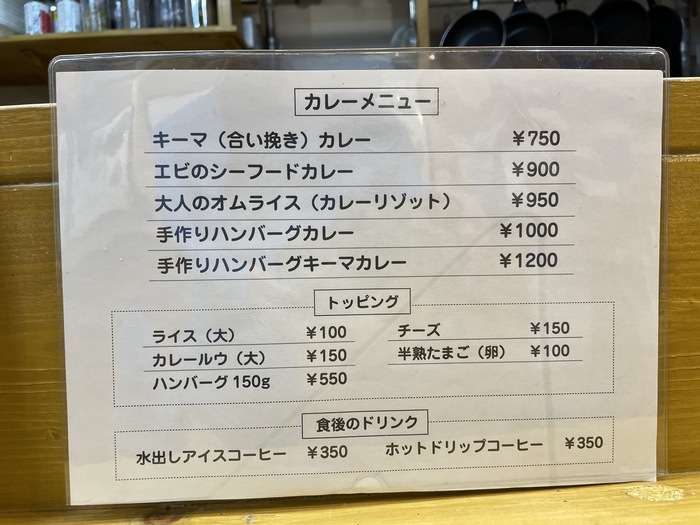 カレーメニュー
キーマ（合い挽き）カレー ¥750
エビのシーフードカレー ¥900
大人のオムライス（カレーリゾット） ¥950
手作りハンバーグカレー ¥1000
手作りハンバーグキーマカレー ¥1200
トッピング
ライス（大） ¥100 チーズ ¥150
カレールウ（大） ¥150 半熟たまご（卵） ¥100
ハンバーグ150g ¥550
食後のドリンク
水出しアイスコーヒー ¥350 ホットドリップコーヒー ¥350